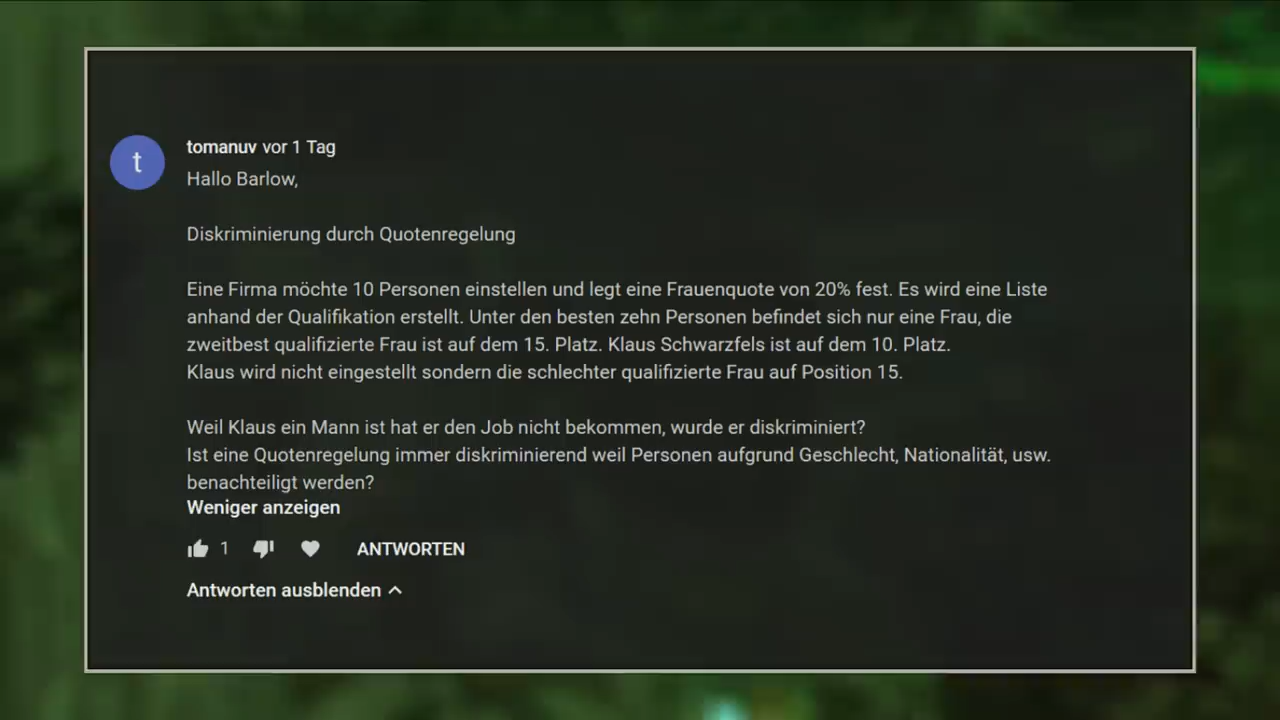 t
tomanuv vor 1 Tag
Hallo Barlow,
Diskriminierung durch Quotenregelung
Eine Firma möchte 10 Personen einstellen und legt eine Frauenquote von 20% fest. Es wird eine Liste
anhand der Qualifikation erstellt. Unter den besten zehn Personen befindet sich nur eine Frau, die
zweitbest qualifizierte Frau ist auf dem 15. Platz. Klaus Schwarzfels ist auf dem 10. Platz.
Klaus wird nicht eingestellt sondern die schlechter qualifizierte Frau auf Position 15.
Weil Klaus ein Mann ist hat er den Job nicht bekommen, wurde er diskriminiert?
Ist eine Quotenregelung immer diskriminierend weil Personen aufgrund Geschlecht, Nationalität, usw.
benachteiligt werden?
Weniger anzeigen
1 ANTWORTEN
Antworten ausblenden